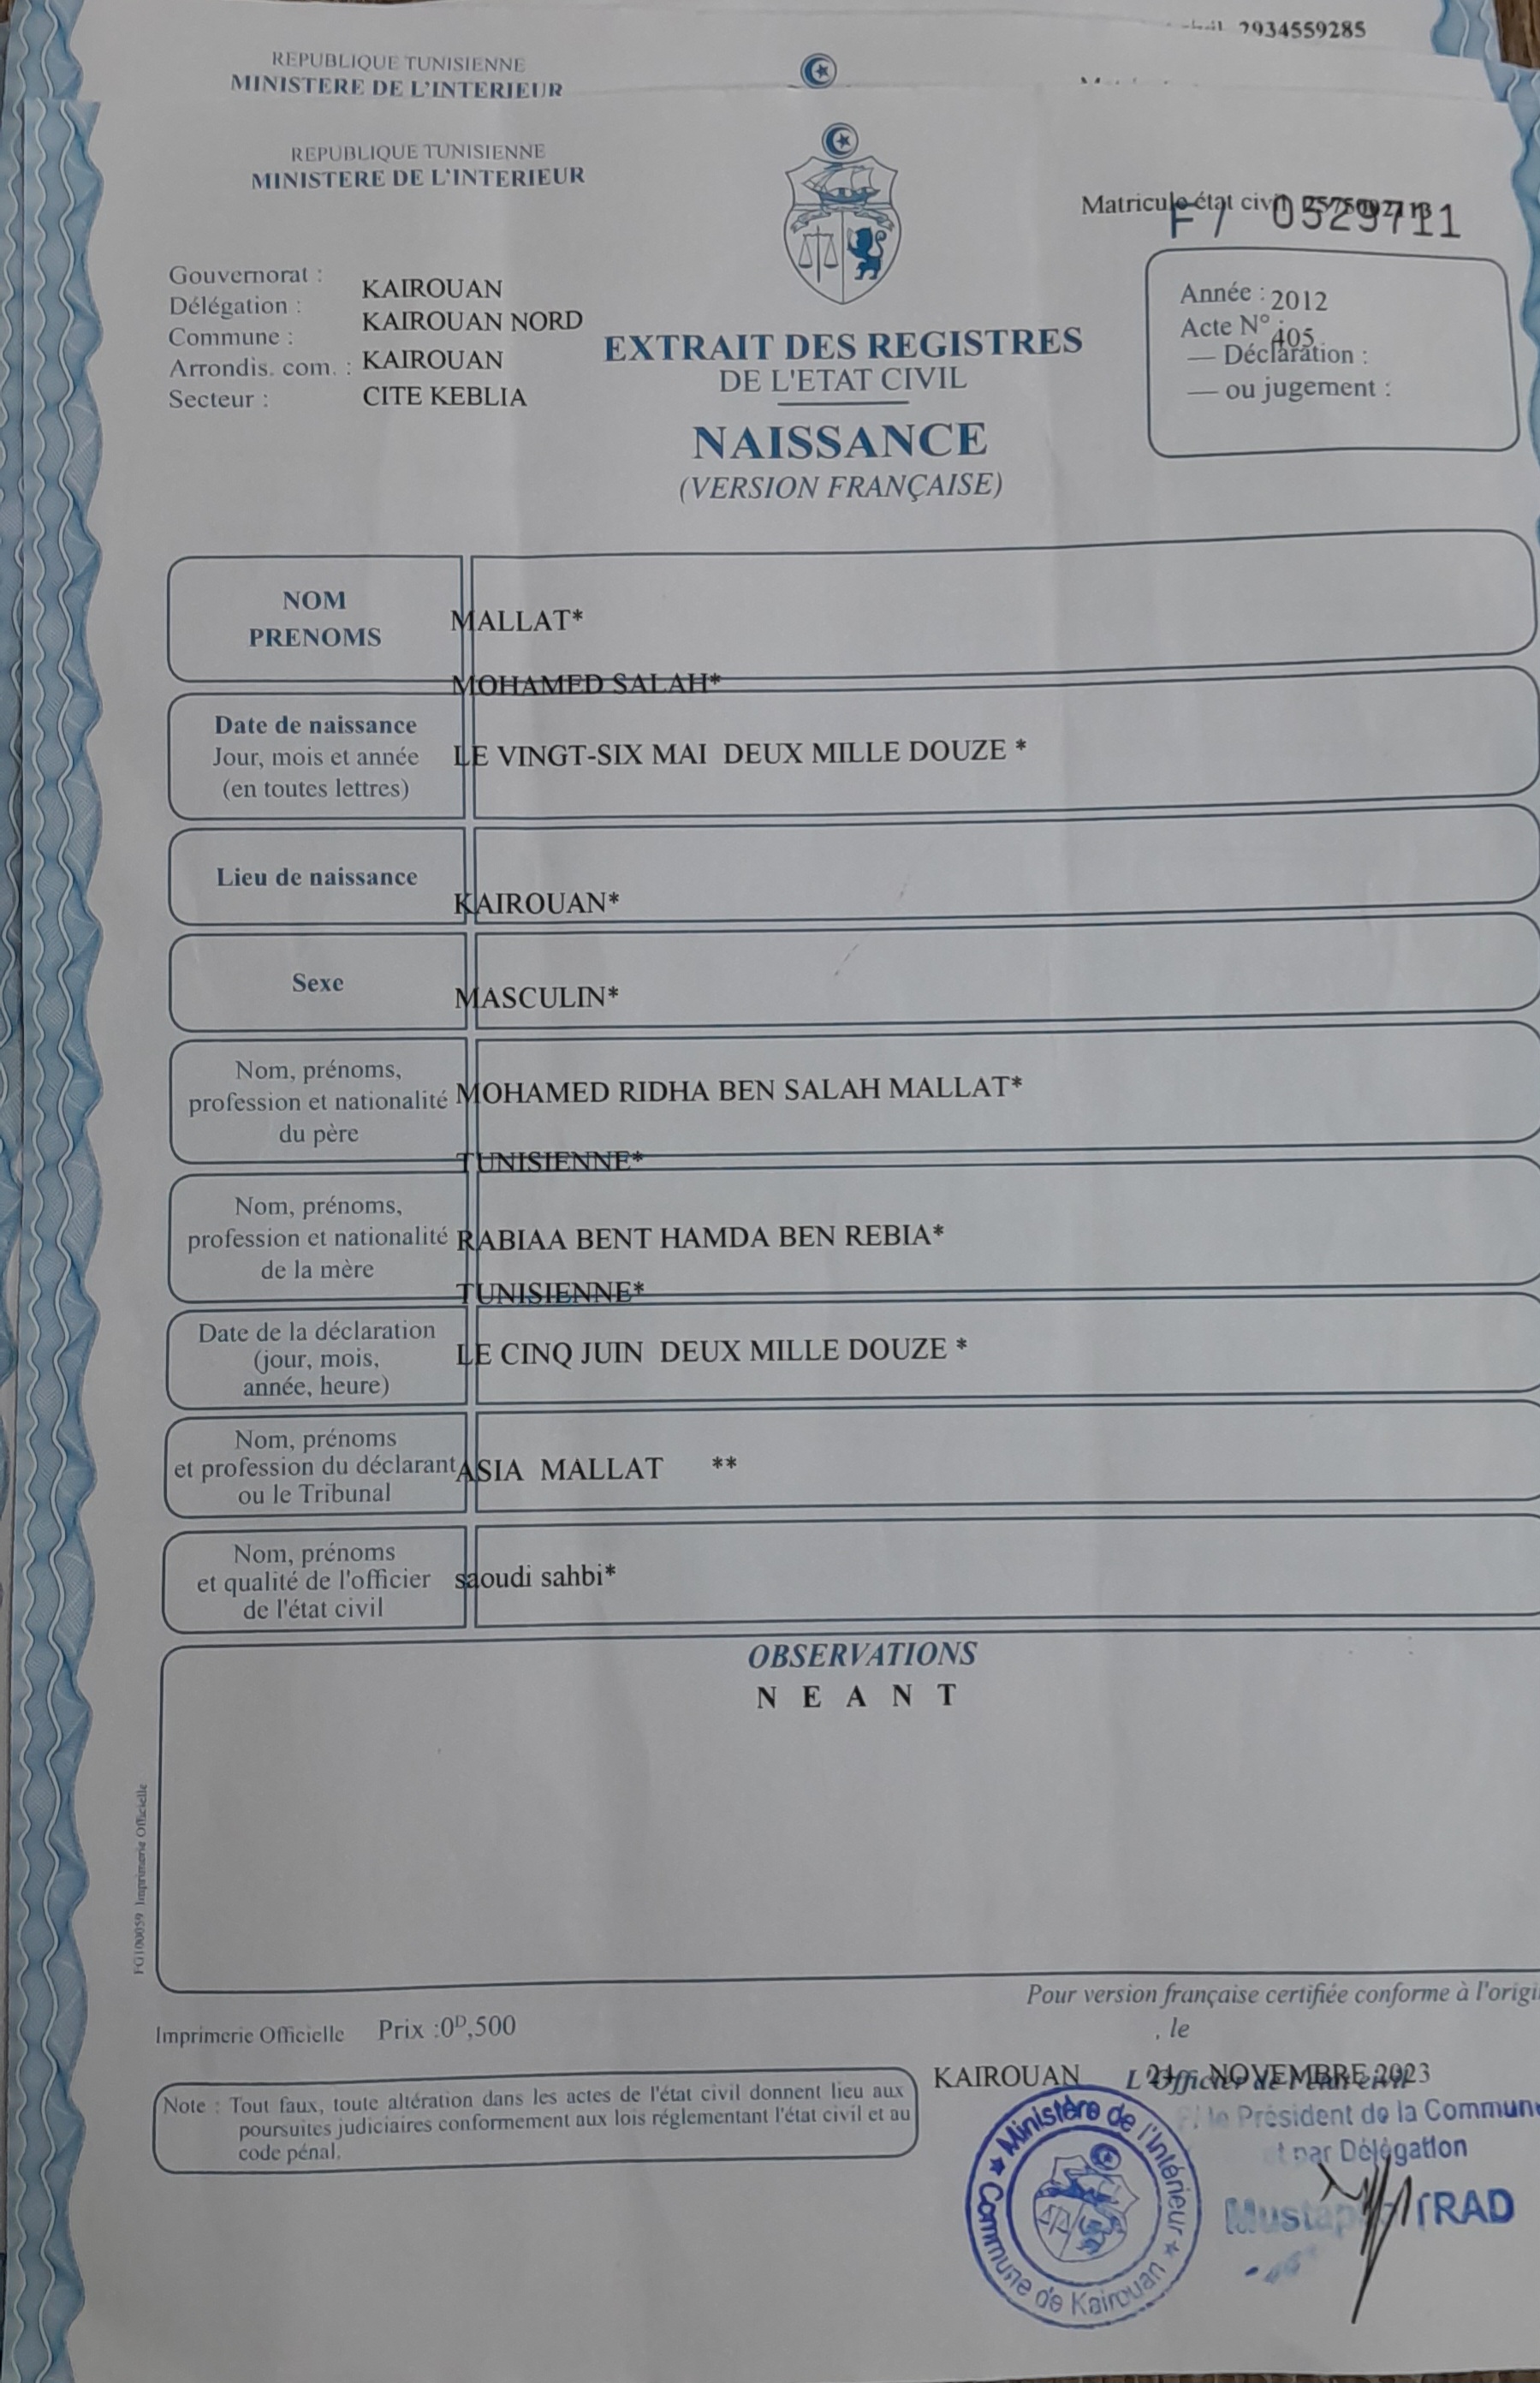 2934559285
REPUBLIQUE TUNISIENNE
MINISTERE DE L'INTERIEUR
REPUBLIQUE TUNISIENNE
MINISTERE DE L'INTERIEUR
Matricule état civil
F / 0529711
Gouvernorat : KAIROUAN
Délégation : KAIROUAN NORD
Commune :
Arrondis. com. : KAIROUAN
Secteur : CITE KEBLIA
EXTRAIT DES REGISTRES
DE L'ETAT CIVIL
NAISSANCE
(VERSION FRANÇAISE)
Année : 2012
Acte N° : 405
— Déclaration :
— ou jugement :
NOM
PRENOMS
MALLAT*
MOHAMED SALAH*
Date de naissance
Jour, mois et année
(en toutes lettres)
LE VINGT-SIX MAI DEUX MILLE DOUZE *
Lieu de naissance
KAIROUAN*
Sexe
MASCULIN*
Nom, prénoms,
profession et nationalité
du père
MOHAMED RIDHA BEN SALAH MALLAT*
TUNISIENNE*
Nom, prénoms,
profession et nationalité
de la mère
RABIAA BENT HAMDA BEN REBIA*
TUNISIENNE*
Date de la déclaration
(jour, mois,
année, heure)
LE CINQ JUIN DEUX MILLE DOUZE *
Nom, prénoms
et profession du déclarant
ou le Tribunal
ASIA MALLAT **
Nom, prénoms
et qualité de l'officier
de l'état civil
saoudi sahbi*
OBSERVATIONS
N E A N T
FG100059 Imprimerie Officielle
Pour version française certifiée conforme à l'origi
, le
Imprimerie Officielle Prix :0D,500
KAIROUAN 24 NOVEMBRE 2023
L'Officier de l'état civil
Note : Tout faux, toute altération dans les actes de l'état civil donnent lieu aux
poursuites judiciaires conformement aux lois réglementant l'état civil et au
code pénal.
P/ le Président de la Commune
et par Délégation
TRAD
Ministère de l'Intérieur
Commune de Kairouan